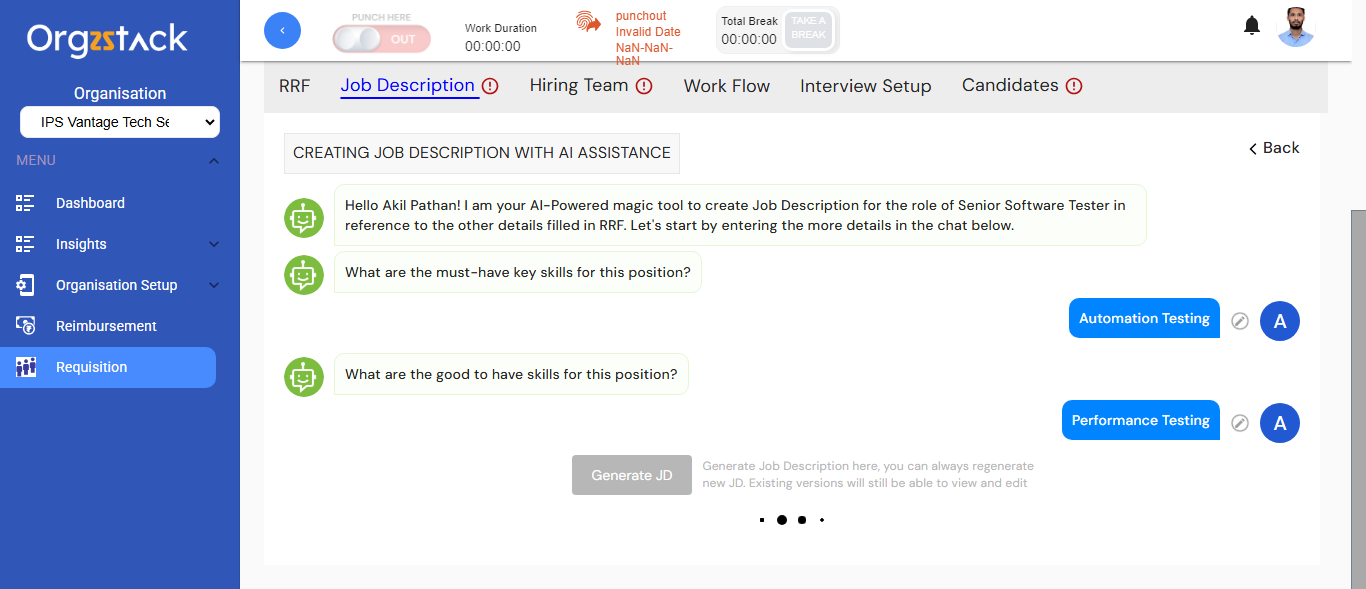 Orgzstack
Organisation
IPS Vantage Tech Se
MENU
Dashboard
Insights
Organisation Setup
Reimbursement
Requisition
PUNCH HERE
OUT
Work Duration
00:00:00
punchout
Invalid Date
NaN-NaN-
NaN
Total Break
00:00:00
TAKE A
BREAK
RRF
Job Description
Hiring Team
Work Flow
Interview Setup
Candidates
CREATING JOB DESCRIPTION WITH AI ASSISTANCE
Back
Hello Akil Pathan! I am your AI-Powered magic tool to create Job Description for the role of Senior Software Tester in
reference to the other details filled in RRF. Let's start by entering the more details in the chat below.
What are the must-have key skills for this position?
Automation Testing
A
What are the good to have skills for this position?
Performance Testing
A
Generate JD
Generate Job Description here, you can always regenerate
new JD. Existing versions will still be able to view and edit